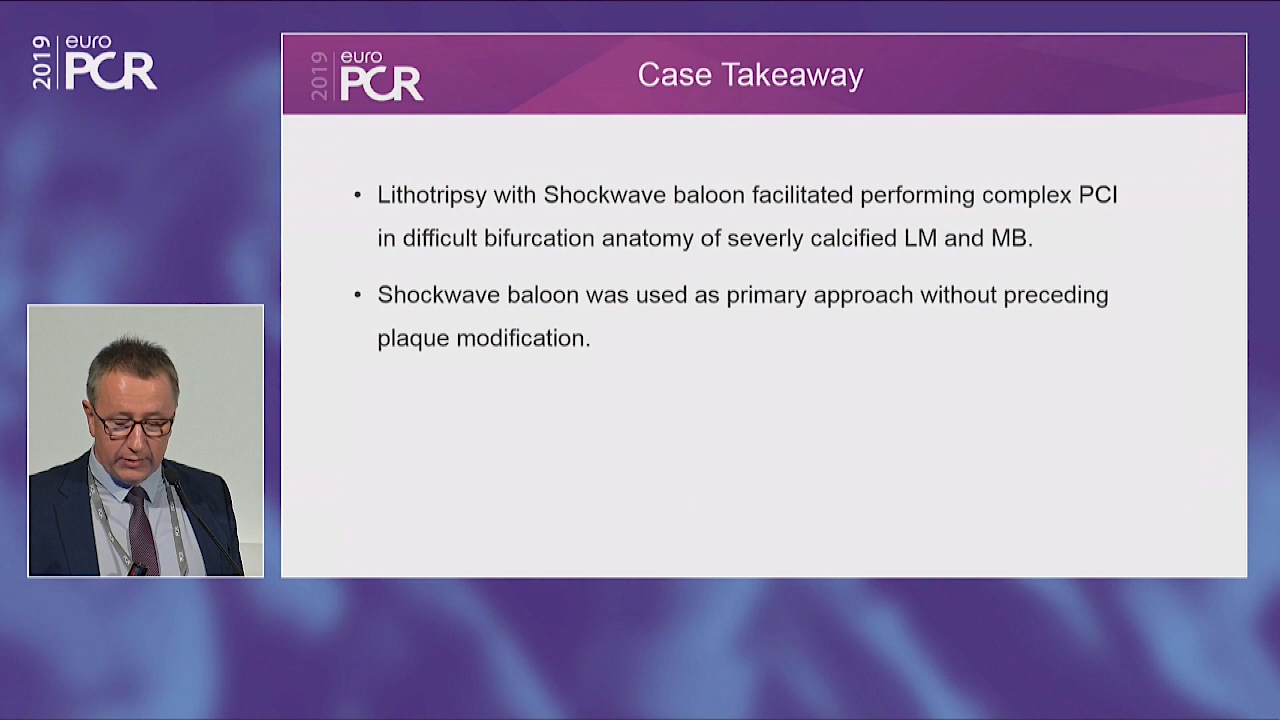 2019
euro
PCR
2019
euro
PCR
Case Takeaway
• Lithotripsy with Shockwave baloon facilitated performing complex PCI
in difficult bifurcation anatomy of severly calcified LM and MB.
• Shockwave baloon was used as primary approach without preceding
plaque modification.